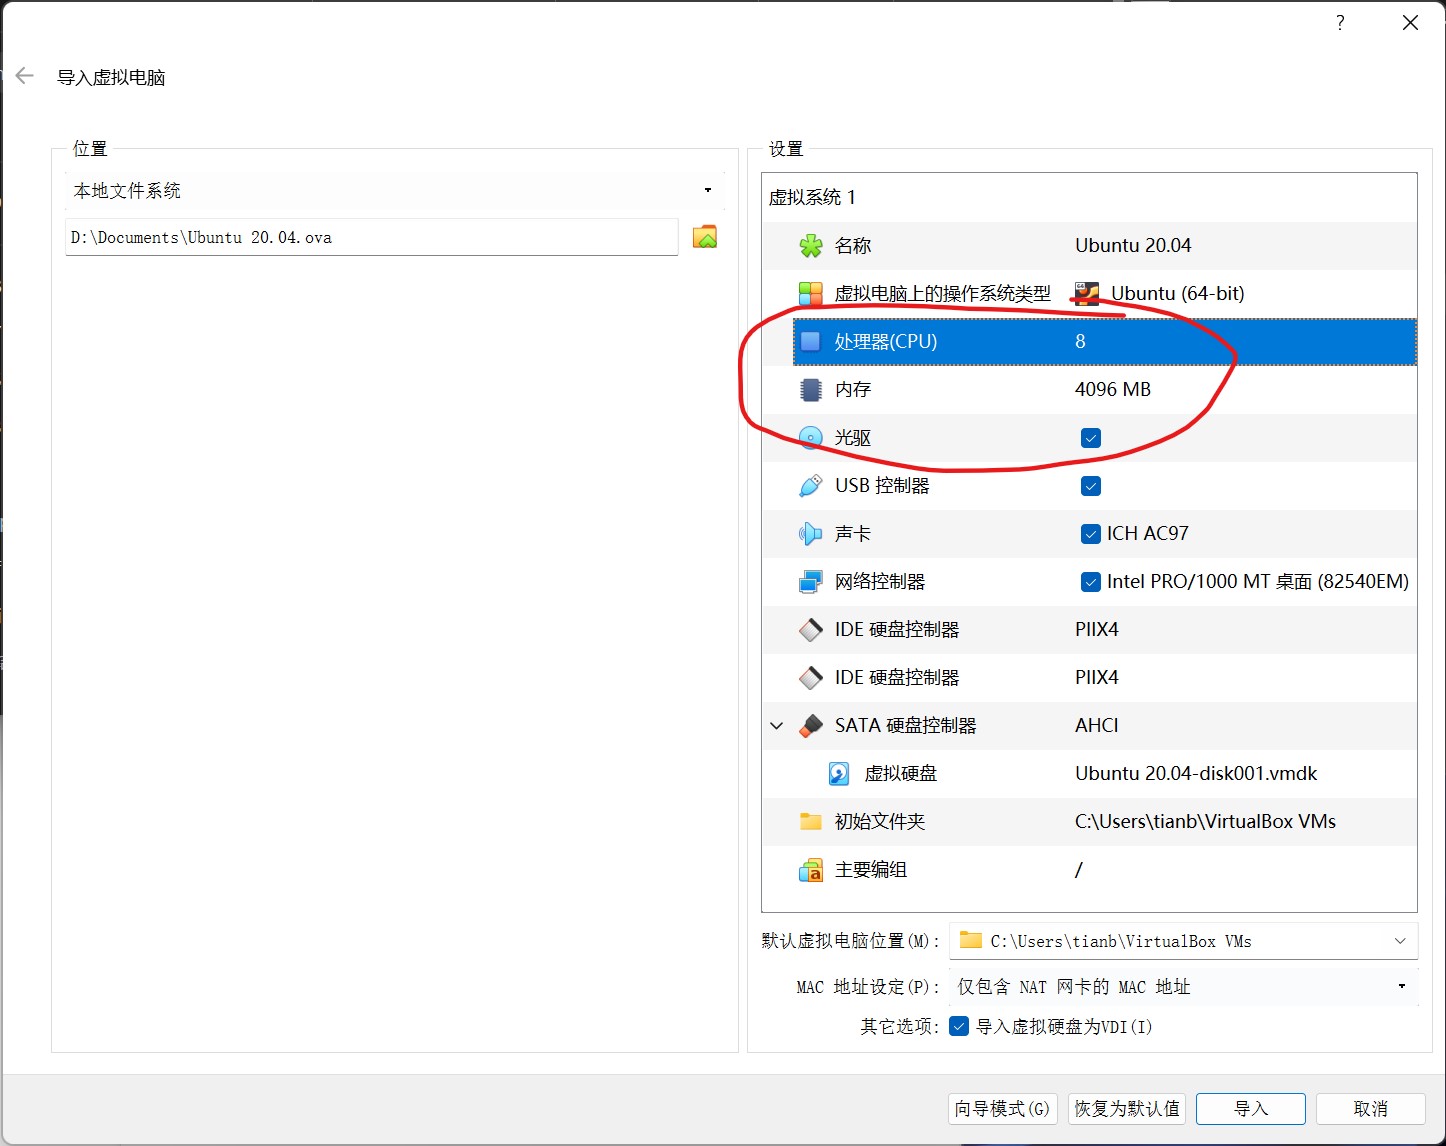 ?
导入虚拟电脑
位置
本地文件系统
D:\Documents\Ubuntu 20.04.ova
设置
虚拟系统 1
名称 Ubuntu 20.04
虚拟电脑上的操作系统类型 Ubuntu (64-bit)
处理器(CPU) 8
内存 4096 MB
光驱
USB 控制器
声卡 ICH AC97
网络控制器 Intel PRO/1000 MT 桌面 (82540EM)
IDE 硬盘控制器 PIIX4
IDE 硬盘控制器 PIIX4
SATA 硬盘控制器 AHCI
虚拟硬盘 Ubuntu 20.04-disk001.vmdk
初始文件夹 C:\Users\tianb\VirtualBox VMs
主要编组 /
默认虚拟电脑位置(M): C:\Users\tianb\VirtualBox VMs
MAC 地址设定(P): 仅包含 NAT 网卡的 MAC 地址
其它选项: 导入虚拟硬盘为VDI(I)
向导模式(G) 恢复为默认值 导入 取消